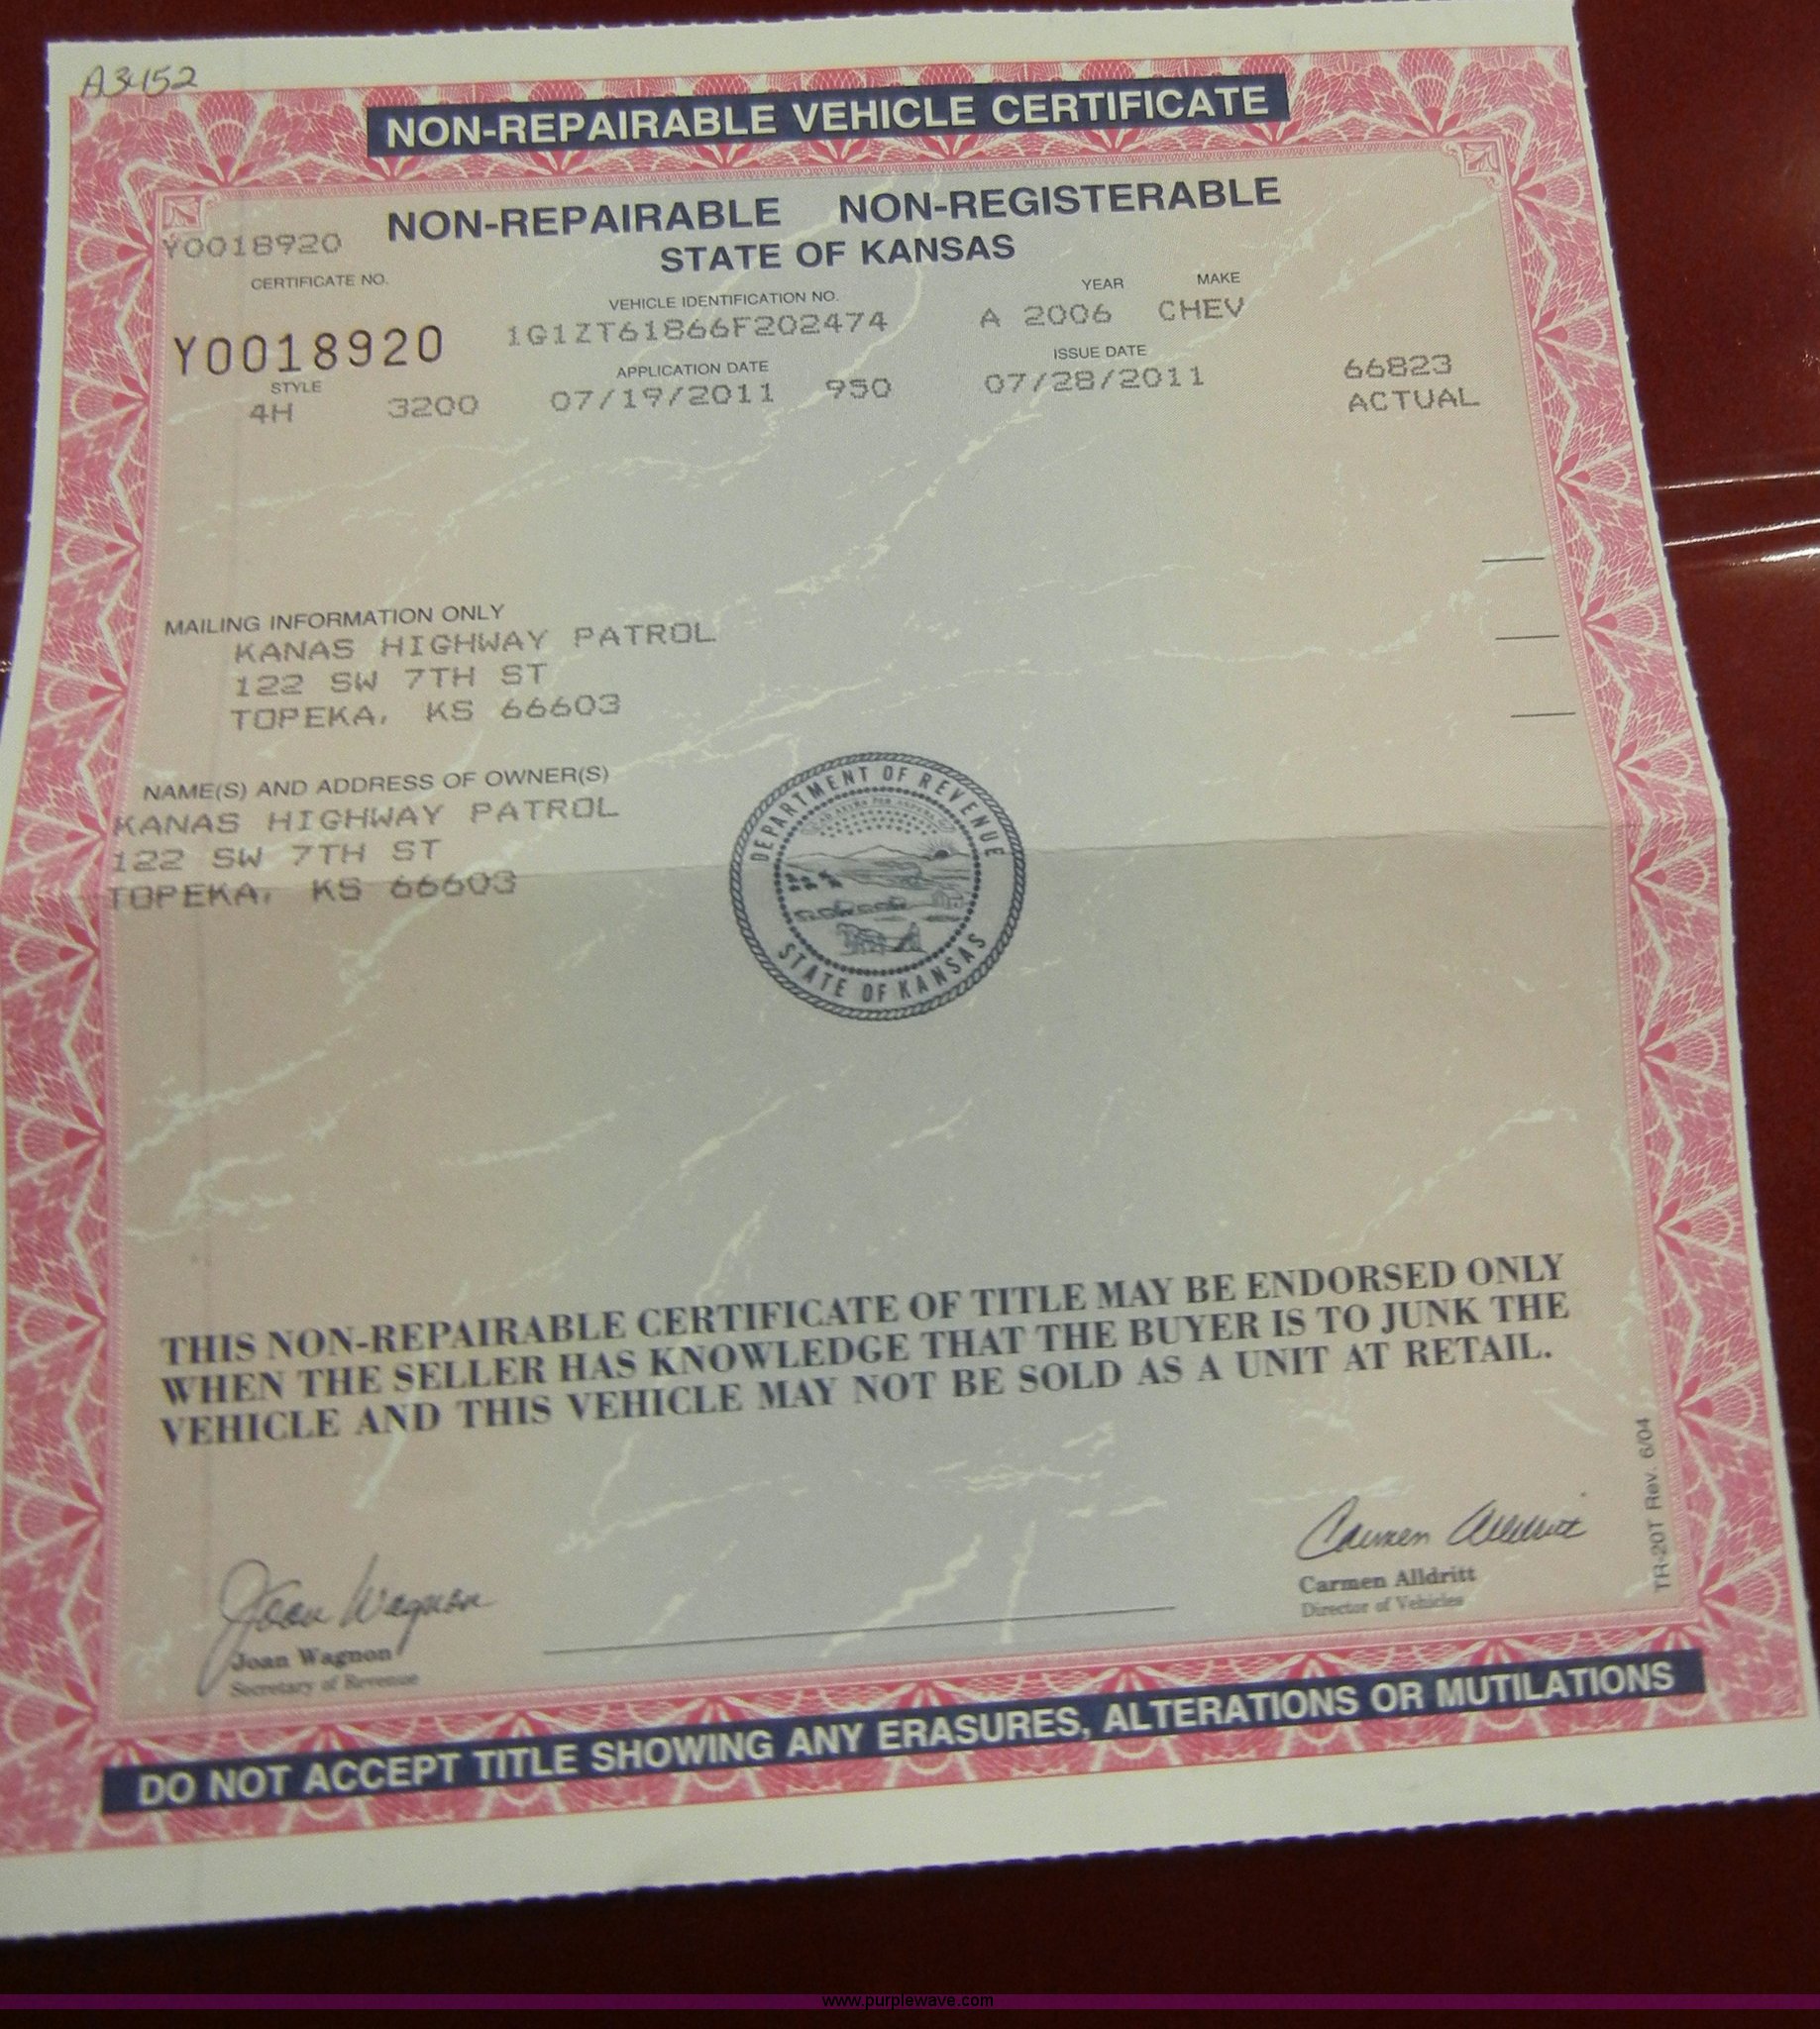 A3452
NON-REPAIRABLE VEHICLE CERTIFICATE
NON-REPAIRABLE NON-REGISTERABLE
STATE OF KANSAS
Y0018920
CERTIFICATE NO.
VEHICLE IDENTIFICATION NO.
YEAR MAKE
Y0018920 1G1ZT61866F202474 A 2006 CHEV
STYLE APPLICATION DATE ISSUE DATE
4H 3200 07/19/2011 950 07/28/2011 66823
ACTUAL
MAILING INFORMATION ONLY
KANAS HIGHWAY PATROL
122 SW 7TH ST
TOPEKA, KS 66603
NAME(S) AND ADDRESS OF OWNER(S)
KANAS HIGHWAY PATROL
122 SW 7TH ST
TOPEKA, KS 66603
DEPARTMENT OF REVENUE
STATE OF KANSAS
THIS NON-REPAIRABLE CERTIFICATE OF TITLE MAY BE ENDORSED ONLY
WHEN THE SELLER HAS KNOWLEDGE THAT THE BUYER IS TO JUNK THE
VEHICLE AND THIS VEHICLE MAY NOT BE SOLD AS A UNIT AT RETAIL.
Joan Wagnon
Joan Wagnon
Secretary of Revenue
Carmen Alldritt
Carmen Alldritt
Director of Vehicles
TR-20T Rev. 6/04
DO NOT ACCEPT TITLE SHOWING ANY ERASURES, ALTERATIONS OR MUTILATIONS
www.purplewave.com